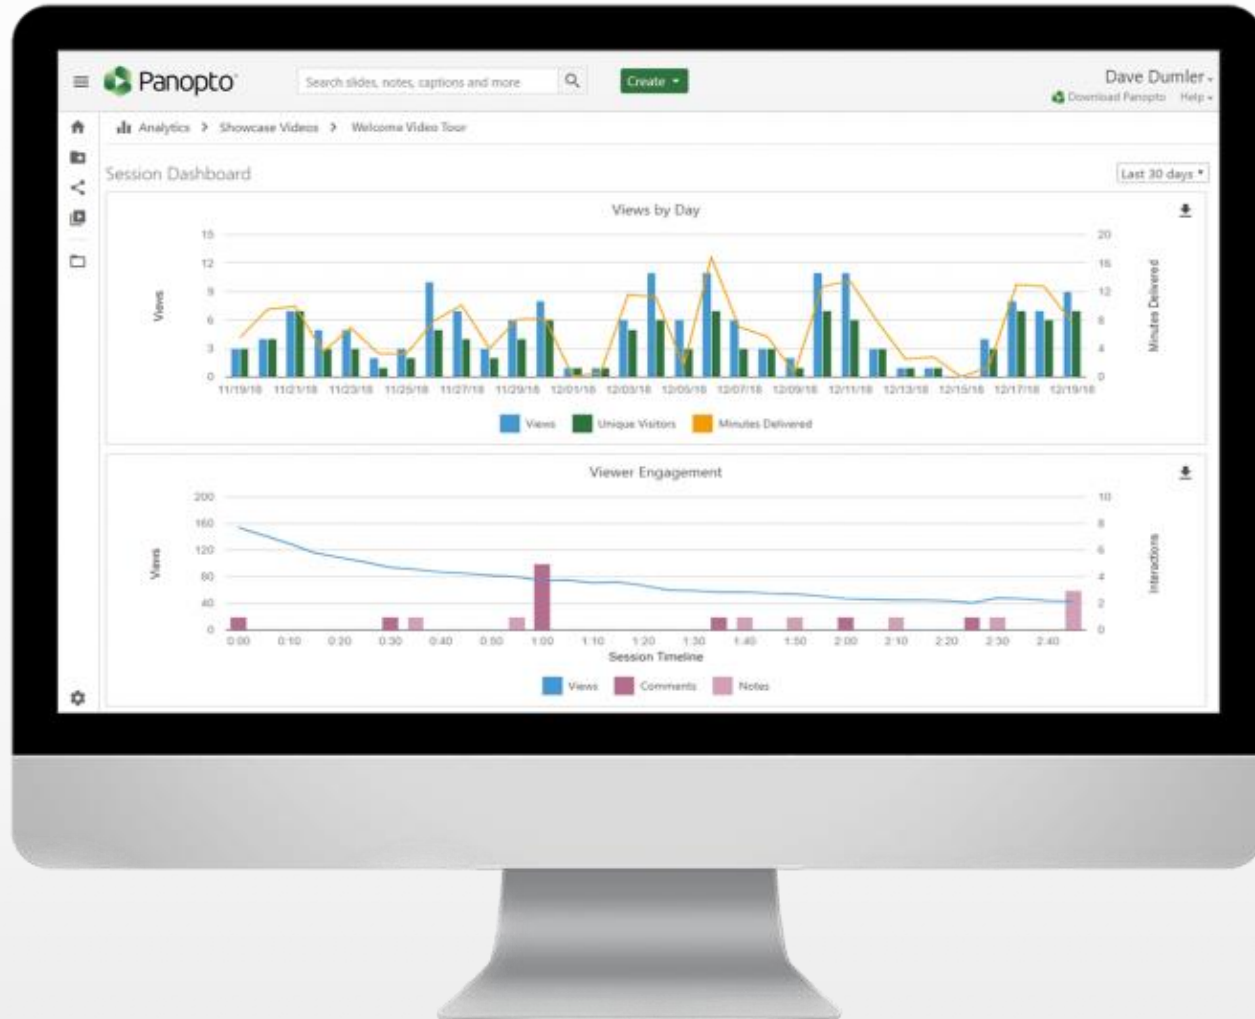 Panopto
Search slides, notes, captions and more
Create
Dave Dumler
Download Panopto Help
Analytics > Showcase Videos > Welcome Video Tour
Session Dashboard
Last 30 days
Views by Day
15 20
12 16
9 12
6 8
3 4
0 0
Views
Minutes Delivered
11/19/18 11/21/18 11/23/18 11/25/18 11/27/18 11/29/18 12/01/18 12/03/18 12/05/18 12/07/18 12/09/18 12/11/18 12/13/18 12/15/18 12/17/18 12/19/18
Views Unique Visitors Minutes Delivered
Viewer Engagement
200 10
160 8
120 6
80 4
40 2
0 0
Views
Interactions
0:00 0:10 0:20 0:30 0:40 0:50 1:00 1:10 1:20 1:30 1:40 1:50 2:00 2:10 2:20 2:30 2:40
Session Timeline
Views Comments Notes